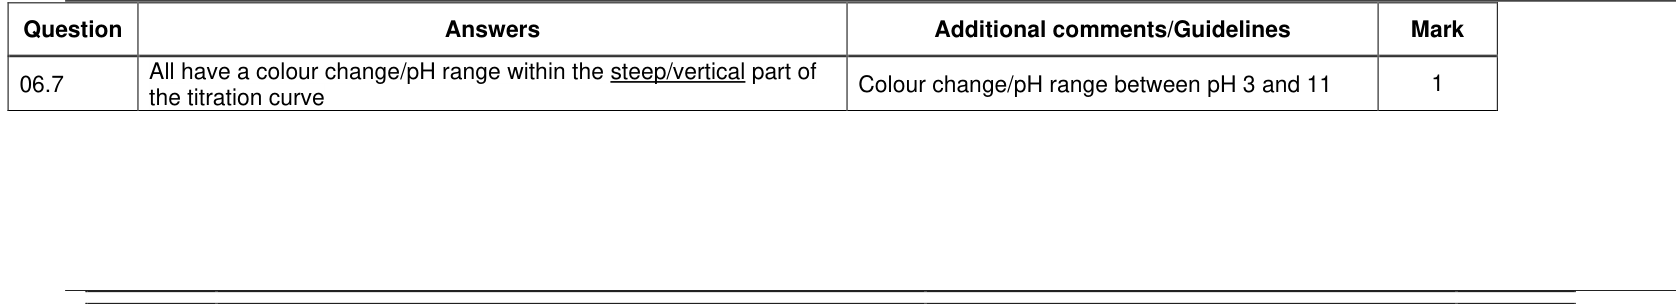 Question Answers Additional comments/Guidelines Mark
06.7 All have a colour change/pH range within the steep/vertical part of
the titration curve Colour change/pH range between pH 3 and 11 1